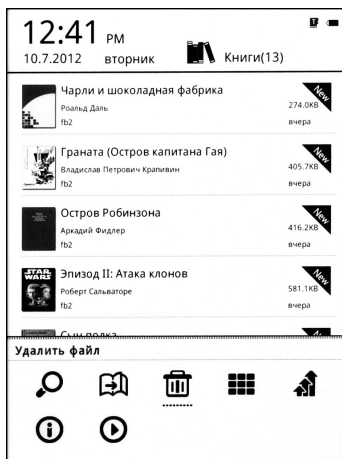 12:41 PM
10.7.2012 вторник
Книги(13)
Чарли и шоколадная фабрика
Роальд Даль
274.0KB
fb2
вчера
New
Граната (Остров капитана Гая)
Владислав Петрович Крапивин
405.7KB
fb2
вчера
New
Остров Робинзона
Аркадий Фидлер
416.2KB
fb2
вчера
New
STAR WARS
Эпизод II: Атака клонов
Роберт Сальваторе
581.1KB
fb2
вчера
New
Сын полка
Удалить файл